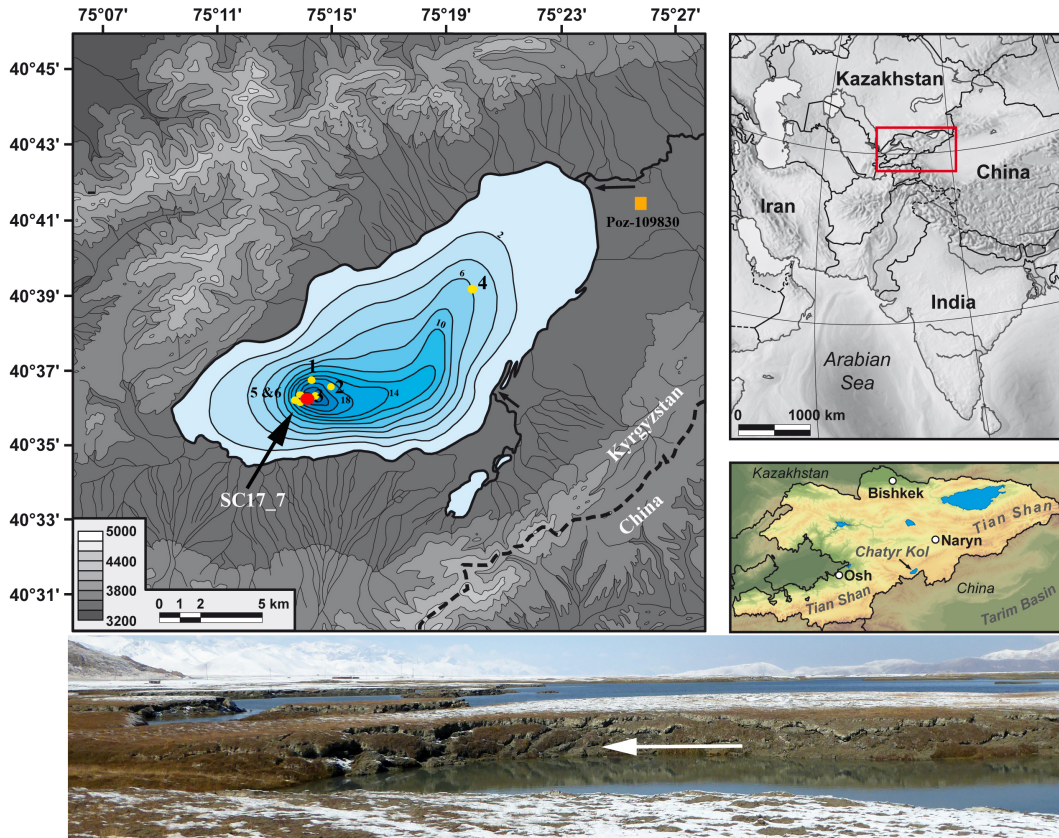 75°07' 75°11' 75°15' 75°19' 75°23' 75°27'
40°45'
40°43'
40°41'
40°39'
40°37'
40°35'
40°33'
40°31'
Poz-109830
2
6
4
10
1
2
5 &6
3
14
18
SC17_7
Kyrgyzstan
China
5000
4400
3800
3200
0 1 2 5 km
Kazakhstan
China
Iran
India
Arabian
Sea
0 1000 km
Kazakhstan
Bishkek
Tian Shan
Naryn
Chatyr Kol
Osh
China
Tian Shan
Tarim Basin